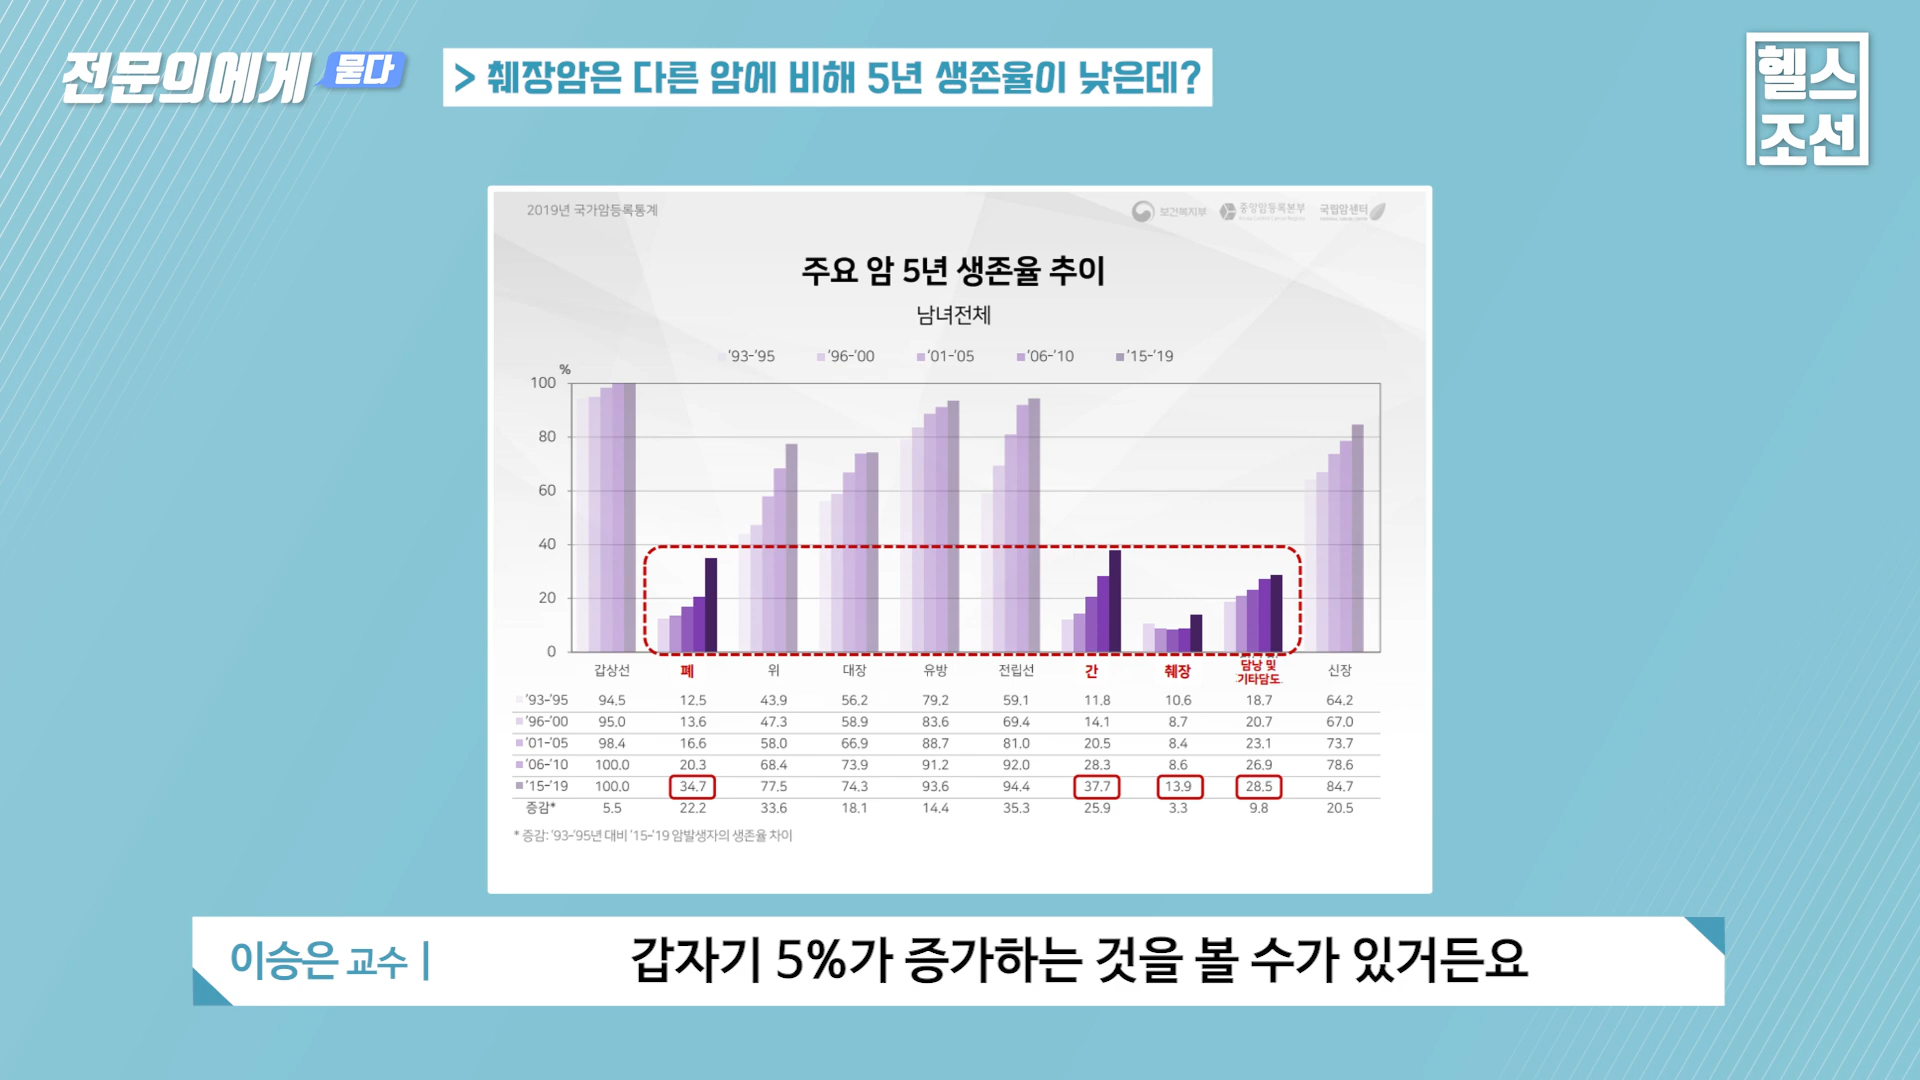 전문의에게 묻다
> 췌장암은 다른 암에 비해 5년 생존율이 낮은데?
헬스
조선
2019년 국가암등록통계
보건복지부 중앙암등록본부 국립암센터
주요 암 5년 생존율 추이
남녀전체
'93-'95 '96-'00 '01-'05 '06-'10 '15-'19
%
100
80
60
40
20
0
갑상선 폐 위 대장 유방 전립선 간 췌장 담낭 및 기타담도 신장
'93-'95 94.5 12.5 43.9 56.2 79.2 59.1 11.8 10.6 18.7 64.2
'96-'00 95.0 13.6 47.3 58.9 83.6 69.4 14.1 8.7 20.7 67.0
'01-'05 98.4 16.6 58.0 66.9 88.7 81.0 20.5 8.4 23.1 73.7
'06-'10 100.0 20.3 68.4 73.9 91.2 92.0 28.3 8.6 26.9 78.6
'15-'19 100.0 34.7 77.5 74.3 93.6 94.4 37.7 13.9 28.5 84.7
증감* 5.5 22.2 33.6 18.1 14.4 35.3 25.9 3.3 9.8 20.5
* 증감: '93-'95년 대비 '15-'19 암발생자의 생존율 차이
이승은 교수 | 갑자기 5%가 증가하는 것을 볼 수가 있거든요